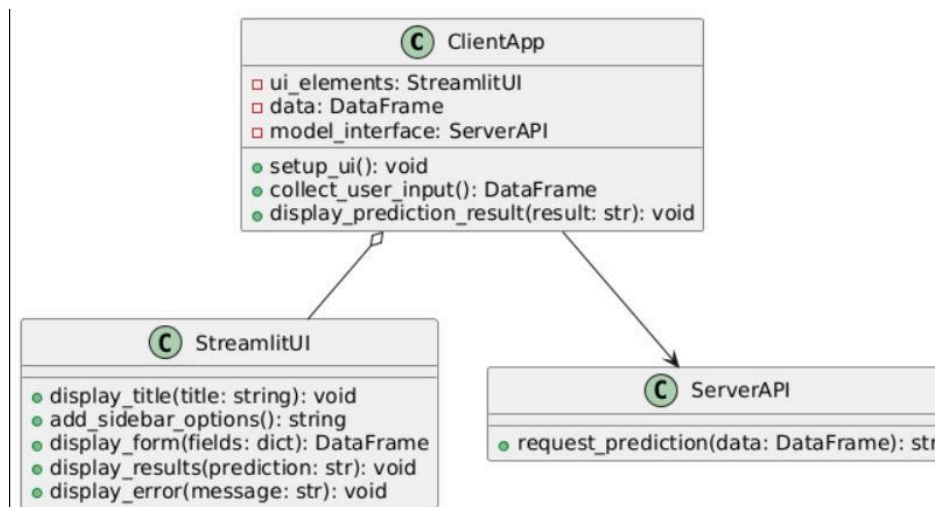 C ClientApp
ui_elements: StreamlitUI
data: DataFrame
model_interface: ServerAPI
setup_ui(): void
collect_user_input(): DataFrame
display_prediction_result(result: str): void
C StreamlitUI
display_title(title: string): void
add_sidebar_options(): string
display_form(fields: dict): DataFrame
display_results(prediction: str): void
display_error(message: str): void
C ServerAPI
request_prediction(data: DataFrame): str